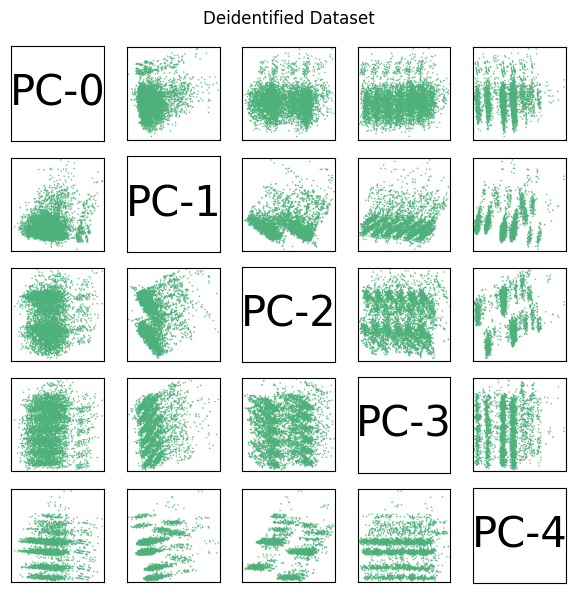 Deidentified Dataset
PC-0
PC-1
PC-2
PC-3
PC-4